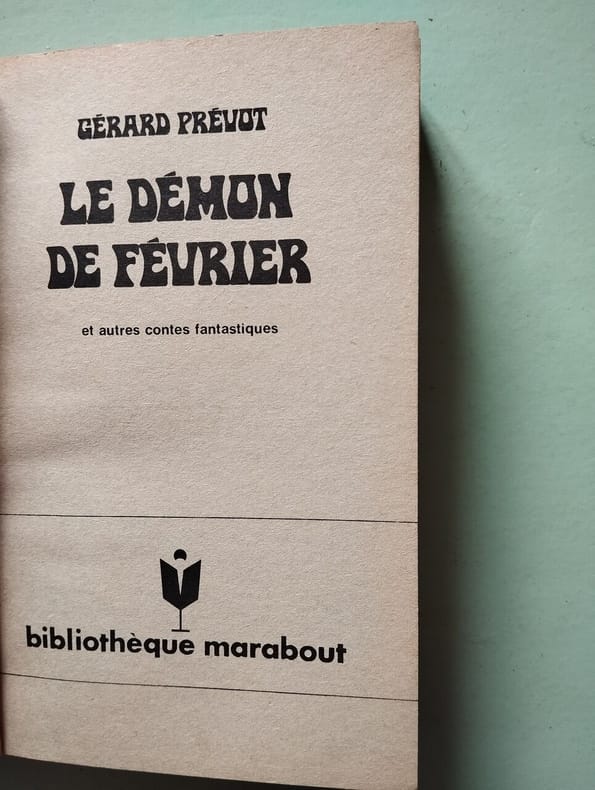 GÉRARD PRÉVOT
LE DÉMON
DE FÉVRIER
et autres contes fantastiques
bibliothèque marabout